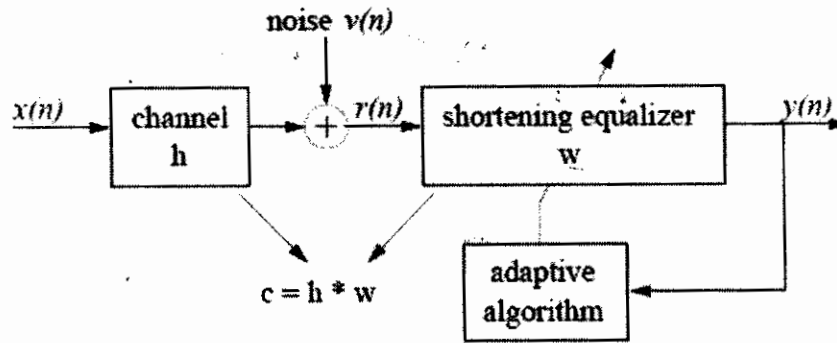 noise v(n)
x(n)
channel
h
+
r(n)
shortening equalizer
w
y(n)
c = h * w
adaptive
algorithm